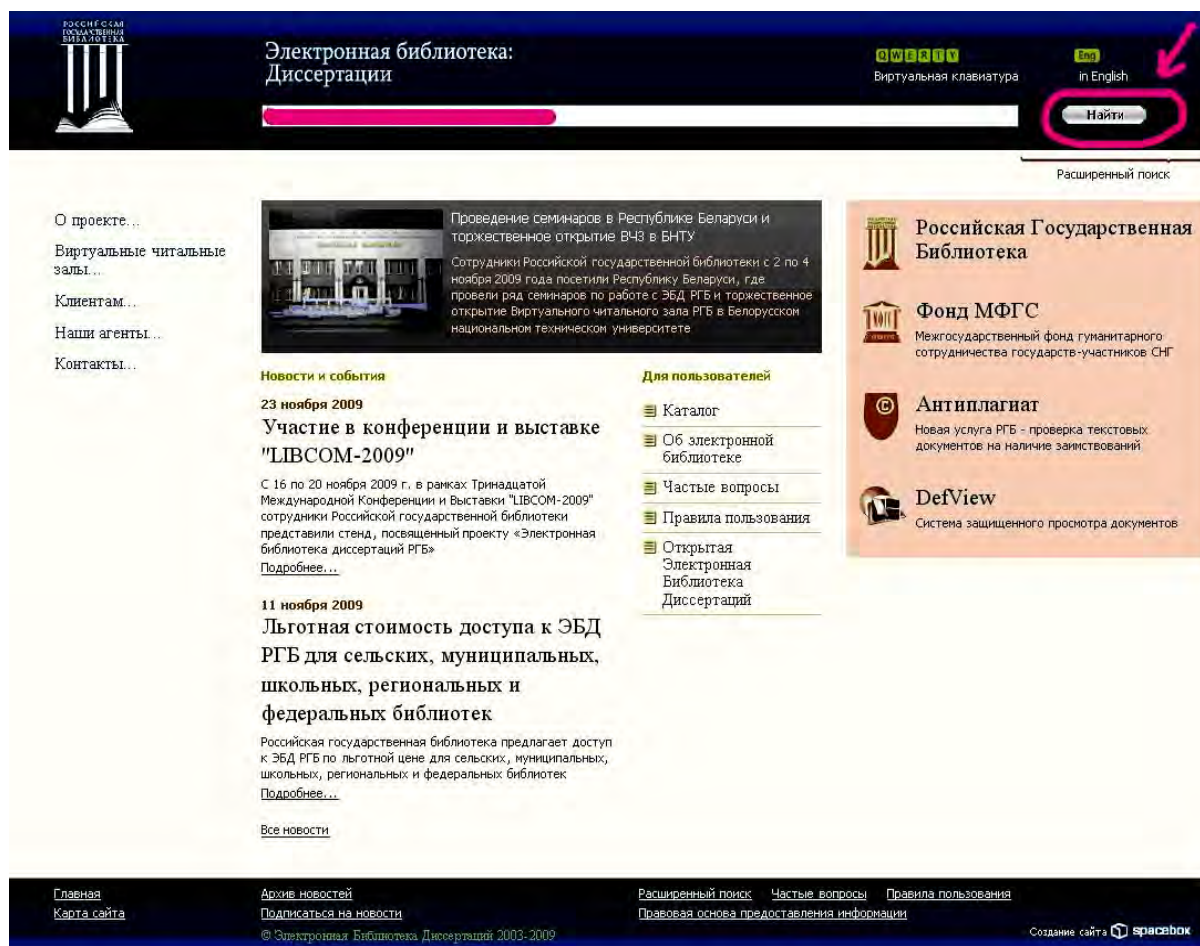 РОССИЙСКАЯ
ГОСУДАРСТВЕННАЯ
БИБЛИОТЕКА
Электронная библиотека:
Диссертации
QWERTY
Виртуальная клавиатура
Eng
in English
Найти
Расширенный поиск
О проекте...
Виртуальные читальные
залы...
Клиентам...
Наши агенты...
Контакты...
Проведение семинаров в Республике Беларуси и
торжественное открытие ВЧЗ в БНТУ
Сотрудники Российской государственной библиотеки с 2 по 4
ноября 2009 года посетили Республику Беларуси, где
провели ряд семинаров по работе с ЭБД РГБ и торжественное
открытие Виртуального читального зала РГБ в Белорусском
национальном техническом университете
Новости и события
23 ноября 2009
Участие в конференции и выставке
"LIBCOM-2009"
С 16 по 20 ноября 2009 г. в рамках Тринадцатой
Международной Конференции и Выставки "LIBCOM-2009"
сотрудники Российской государственной библиотеки
представили стенд, посвященный проекту «Электронная
библиотека диссертаций РГБ»
Подробнее...
11 ноября 2009
Льготная стоимость доступа к ЭБД
РГБ для сельских, муниципальных,
школьных, региональных и
федеральных библиотек
Российская государственная библиотека предлагает доступ
к ЭБД РГБ по льготной цене для сельских, муниципальных,
школьных, региональных и федеральных библиотек
Подробнее...
Все новости
Для пользователей
Каталог
Об электронной
библиотеке
Частые вопросы
Правила пользования
Открытая
Электронная
Библиотека
Диссертаций
Российская Государственная
Библиотека
Фонд МФГС
Межгосударственный фонд гуманитарного
сотрудничества государств-участников СНГ
Антиплагиат
Новая услуга РГБ - проверка текстовых
документов на наличие заимствований
DefView
Система защищенного просмотра документов
Главная
Карта сайта
Архив новостей
Подписаться на новости
© Электронная Библиотека Диссертаций 2003-2009
Расширенный поиск Частые вопросы Правила пользования
Правовая основа предоставления информации
Создание сайта spacebox